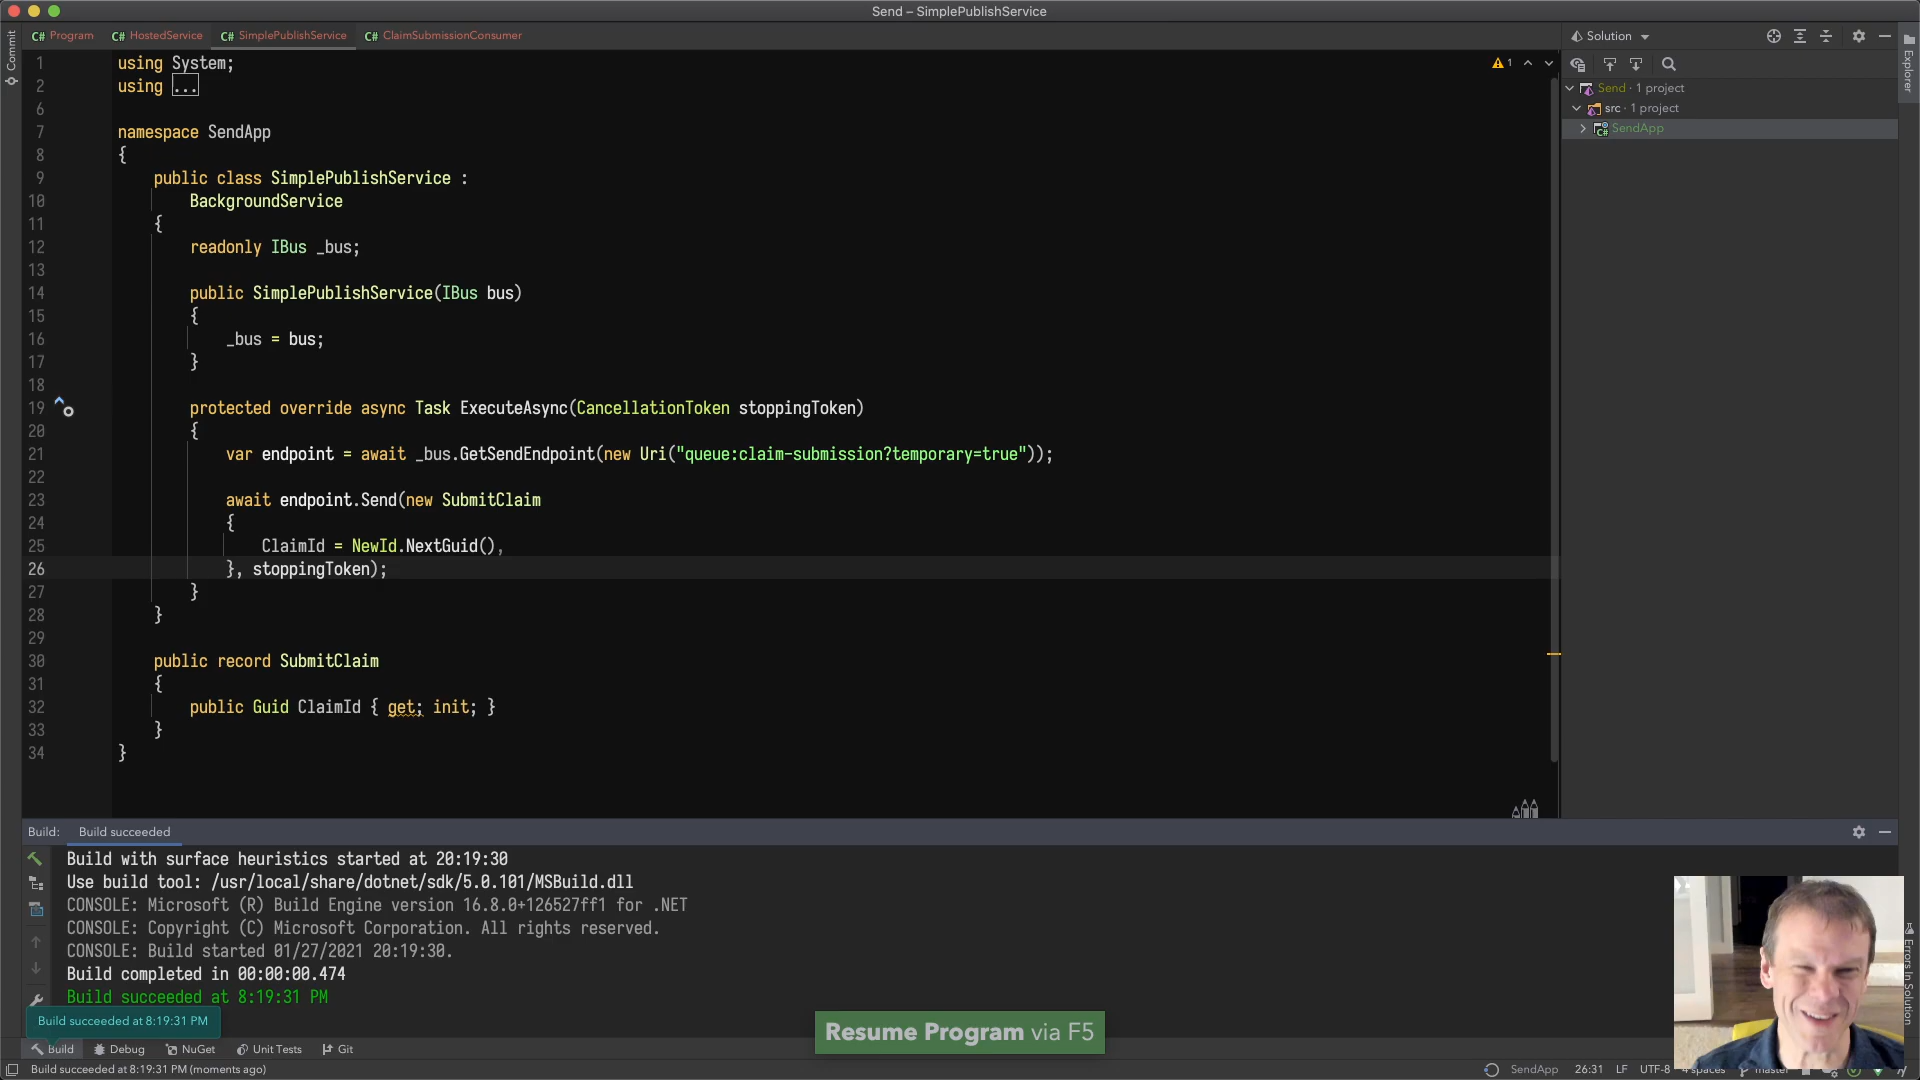 Send – SimplePublishService
Commit
C# Program
C# HostedService
C# SimplePublishService
C# ClaimSubmissionConsumer
Solution
Explorer
1 using System;
2 using ...
6
7 namespace SendApp
8 {
9 public class SimplePublishService :
10 BackgroundService
11 {
12 readonly IBus _bus;
13
14 public SimplePublishService(IBus bus)
15 {
16 _bus = bus;
17 }
18
19 protected override async Task ExecuteAsync(CancellationToken stoppingToken)
20 {
21 var endpoint = await _bus.GetSendEndpoint(new Uri("queue:claim-submission?temporary=true"));
22
23 await endpoint.Send(new SubmitClaim
24 {
25 ClaimId = NewId.NextGuid(),
26 }, stoppingToken);
27 }
28 }
29
30 public record SubmitClaim
31 {
32 public Guid ClaimId { get; init; }
33 }
34 }
1
Send · 1 project
src · 1 project
C# SendApp
Build: Build succeeded
Build with surface heuristics started at 20:19:30
Use build tool: /usr/local/share/dotnet/sdk/5.0.101/MSBuild.dll
CONSOLE: Microsoft (R) Build Engine version 16.8.0+126527ff1 for .NET
CONSOLE: Copyright (C) Microsoft Corporation. All rights reserved.
CONSOLE: Build started 01/27/2021 20:19:30.
Build completed in 00:00:00.474
Build succeeded at 8:19:31 PM
Build succeeded at 8:19:31 PM
Resume Program via F5
Errors In Solution
Build
Debug
NuGet
Unit Tests
Git
Build succeeded at 8:19:31 PM (moments ago)
SendApp
26:31
LF
UTF-8
4 spaces
master